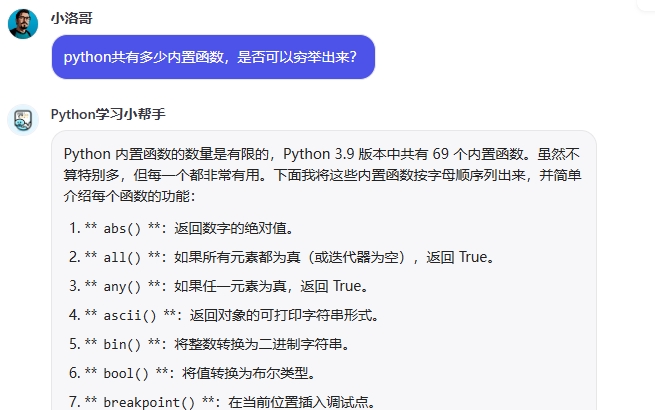 小洛哥
python共有多少内置函数，是否可以穷举出来?
Python学习小帮手
Python 内置函数的数量是有限的，Python 3.9 版本中共有 69 个内置函数。虽然不
算特别多，但每一个都非常有用。下面我将这些内置函数按字母顺序列出来，并简单
介绍每个函数的功能：
1. ** abs() **：返回数字的绝对值。
2. ** all() **：如果所有元素都为真（或迭代器为空），返回 True。
3. ** any() **：如果任一元素为真，返回 True。
4. ** ascii() **：返回对象的可打印字符串形式。
5. ** bin() **：将整数转换为二进制字符串。
6. ** bool() **：将值转换为布尔类型。
7. ** breakpoint() **：在当前位置插入调试点。